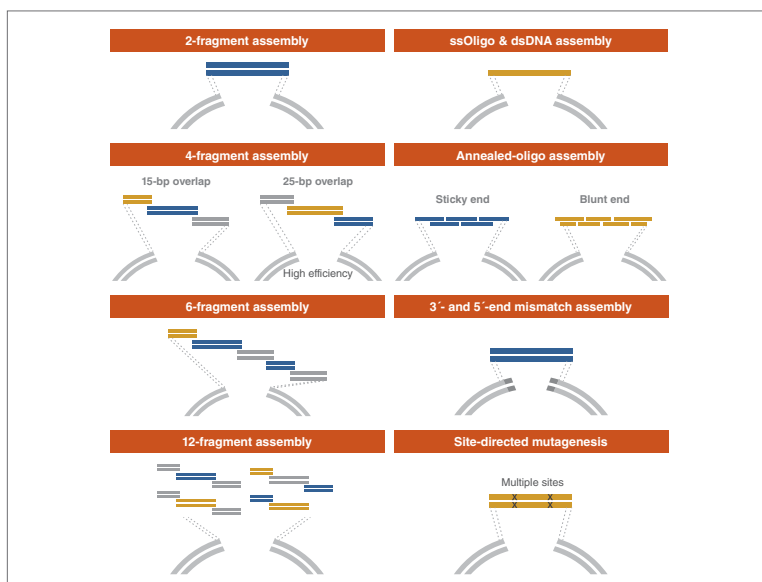 2-fragment assembly
ssOligo & dsDNA assembly
4-fragment assembly
15-bp overlap
25-bp overlap
High efficiency
Annealed-oligo assembly
Sticky end
Blunt end
6-fragment assembly
3´- and 5´-end mismatch assembly
12-fragment assembly
Site-directed mutagenesis
Multiple sites
x x
x x